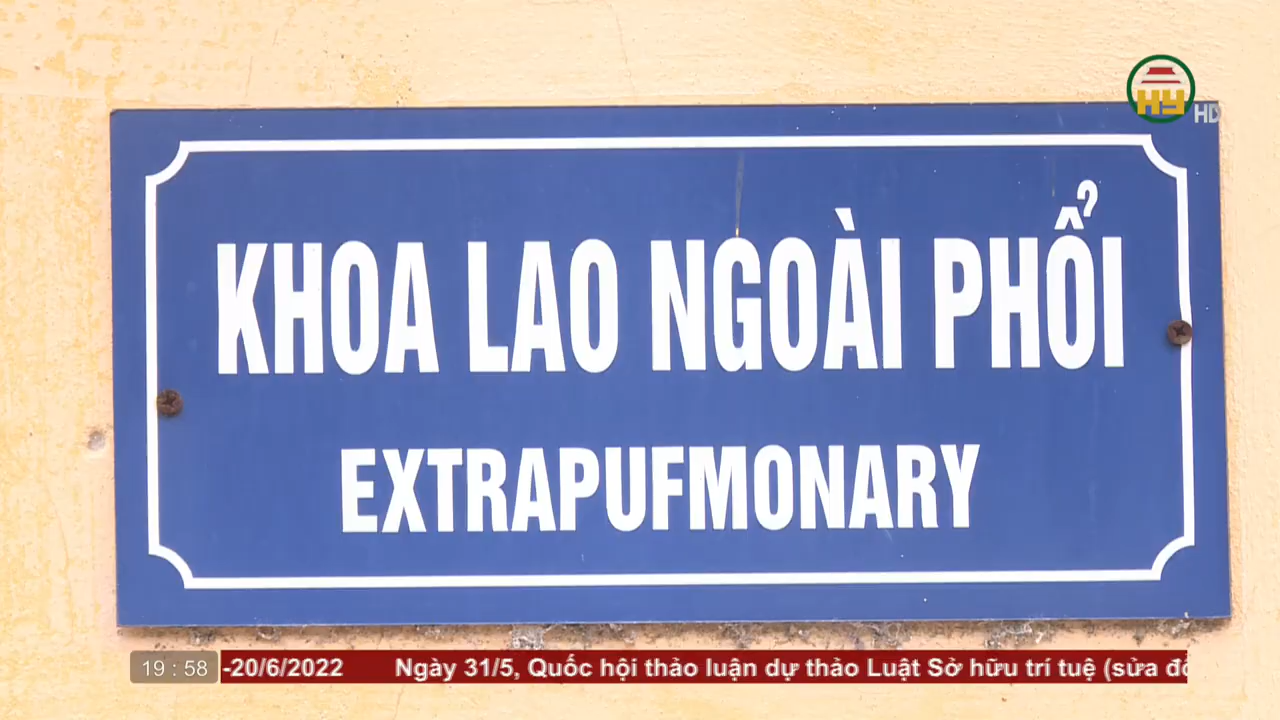 HY
HD
KHOA LAO NGOÀI PHỔI
EXTRAPUFMONARY
19 : 58
-20/6/2022 Ngày 31/5, Quốc hội thảo luận dự thảo Luật Sở hữu trí tuệ (sửa đổ